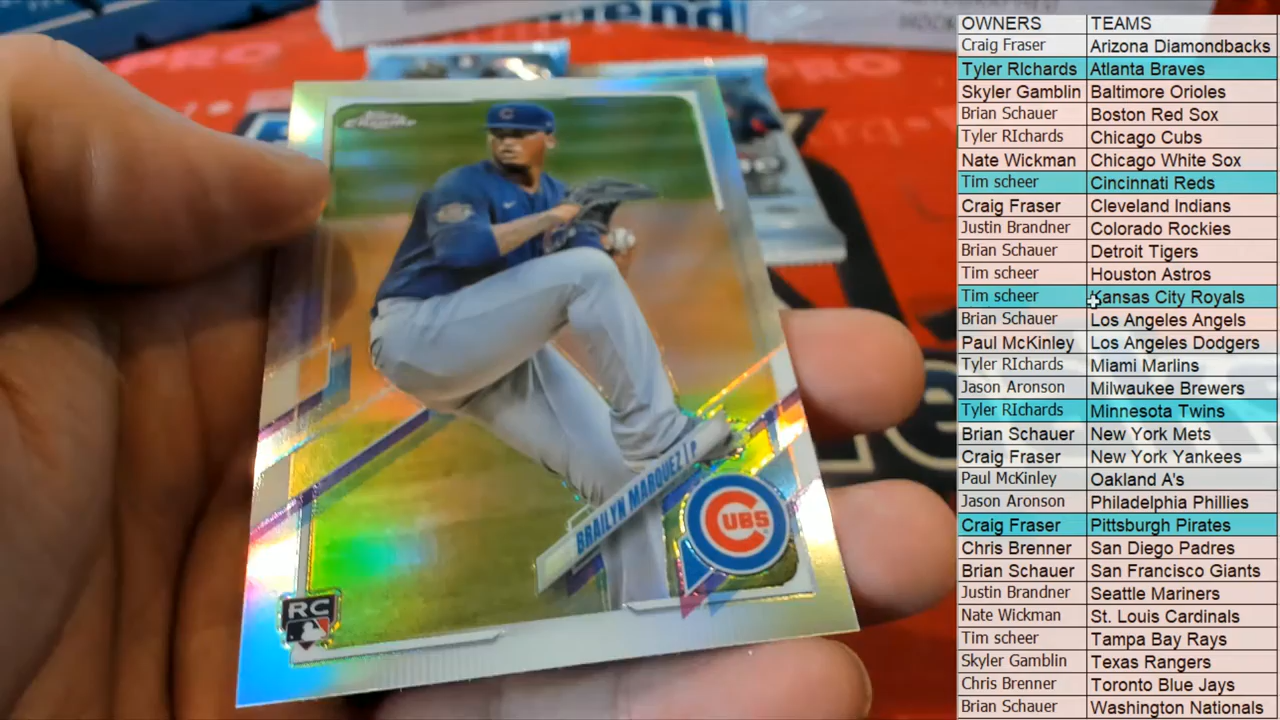 Topps
Chrome
BRAILYN MARQUEZ | P
CUBS
RC
OWNERS TEAMS
Craig Fraser Arizona Diamondbacks
Tyler RIchards Atlanta Braves
Skyler Gamblin Baltimore Orioles
Brian Schauer Boston Red Sox
Tyler RIchards Chicago Cubs
Nate Wickman Chicago White Sox
Tim scheer Cincinnati Reds
Craig Fraser Cleveland Indians
Justin Brandner Colorado Rockies
Brian Schauer Detroit Tigers
Tim scheer Houston Astros
Tim scheer Kansas City Royals
Brian Schauer Los Angeles Angels
Paul McKinley Los Angeles Dodgers
Tyler RIchards Miami Marlins
Jason Aronson Milwaukee Brewers
Tyler RIchards Minnesota Twins
Brian Schauer New York Mets
Craig Fraser New York Yankees
Paul McKinley Oakland A's
Jason Aronson Philadelphia Phillies
Craig Fraser Pittsburgh Pirates
Chris Brenner San Diego Padres
Brian Schauer San Francisco Giants
Justin Brandner Seattle Mariners
Nate Wickman St. Louis Cardinals
Tim scheer Tampa Bay Rays
Skyler Gamblin Texas Rangers
Chris Brenner Toronto Blue Jays
Brian Schauer Washington Nationals